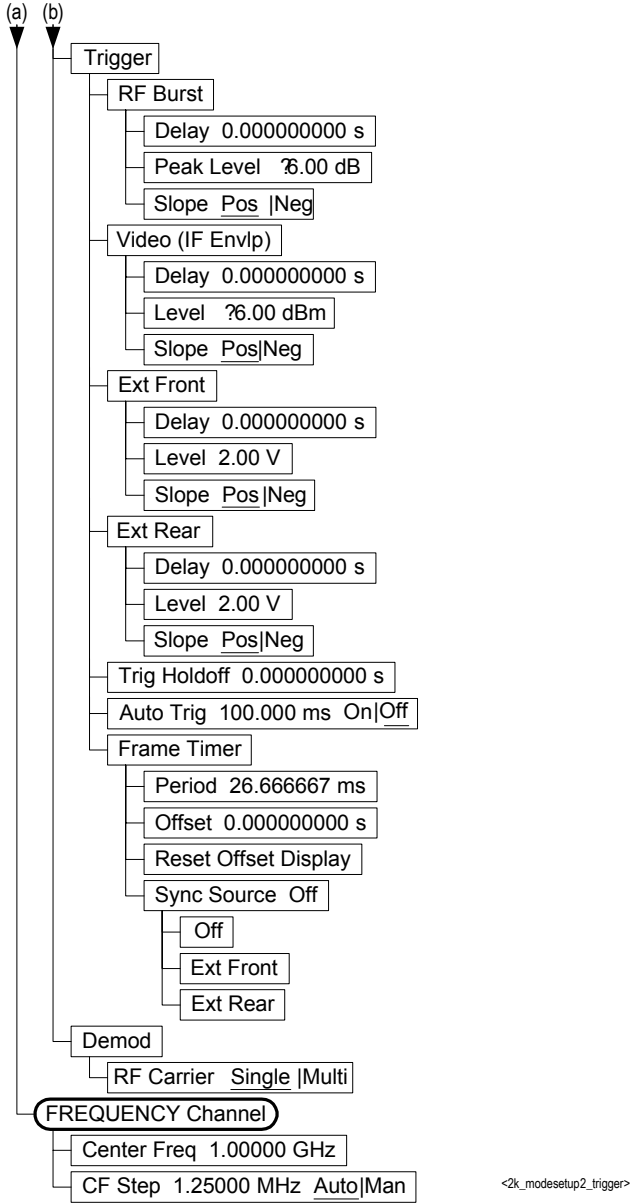 (a) (b)
Trigger
RF Burst
Delay 0.000000000 s
Peak Level ?6.00 dB
Slope Pos |Neg
Video (IF Envlp)
Delay 0.000000000 s
Level ?6.00 dBm
Slope Pos|Neg
Ext Front
Delay 0.000000000 s
Level 2.00 V
Slope Pos|Neg
Ext Rear
Delay 0.000000000 s
Level 2.00 V
Slope Pos|Neg
Trig Holdoff 0.000000000 s
Auto Trig 100.000 ms On|Off
Frame Timer
Period 26.666667 ms
Offset 0.000000000 s
Reset Offset Display
Sync Source Off
Off
Ext Front
Ext Rear
Demod
RF Carrier Single |Multi
FREQUENCY Channel
Center Freq 1.00000 GHz
CF Step 1.25000 MHz Auto|Man
<2k_modesetup2_trigger>